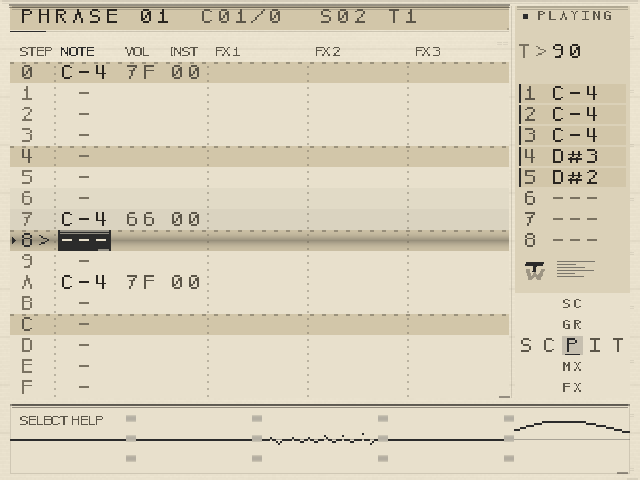 PHRASE 01 C01/0 S02 T1
PLAYING
T>90
STEP NOTE VOL INST FX1 FX2 FX3
0 C-4 7F 00
1 -
2 -
3 -
4 -
5 -
6 -
7 C-4 66 00
8> ---
9 -
A C-4 7F 00
B -
C -
D -
E -
F -
1 C-4
2 C-4
3 C-4
4 D#3
5 D#2
6 ---
7 ---
8 ---
TW
SC
GR
S C P I T
MX
FX
SELECT HELP